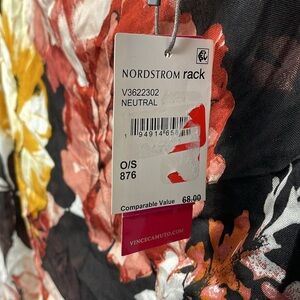 NORDSTROM rack
V3622302
NEUTRAL
O/S
876
Comparable Value 68.00
VINCECAMUTO.COM